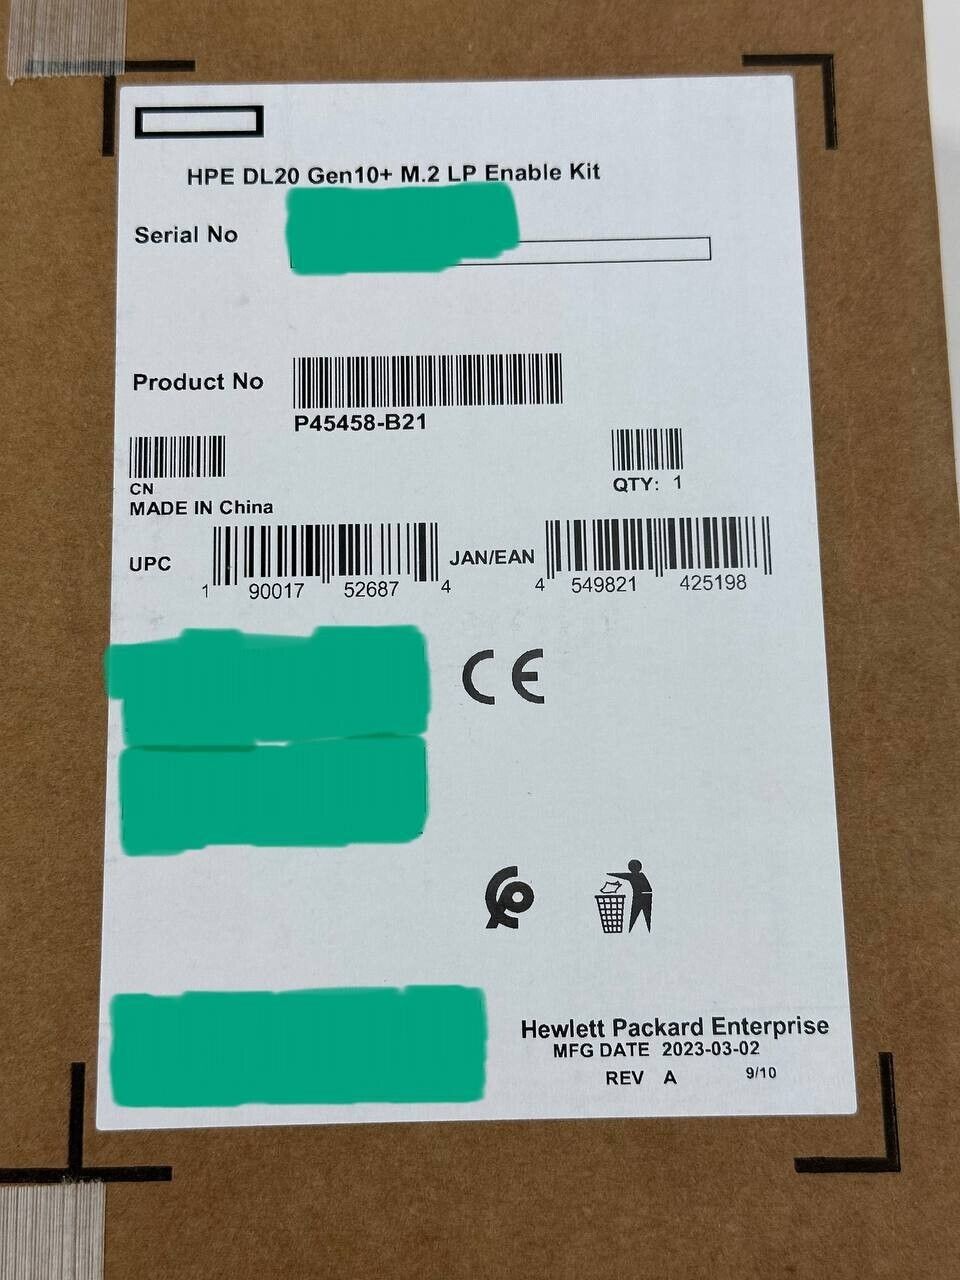 HPE DL20 Gen10+ M.2 LP Enable Kit
Serial No
Product No
P45458-B21
CN
MADE IN China
QTY: 1
UPC
1 90017 52687 4
JAN/EAN
4 549821 425198
CE
Hewlett Packard Enterprise
MFG DATE 2023-03-02
REV A 9/10